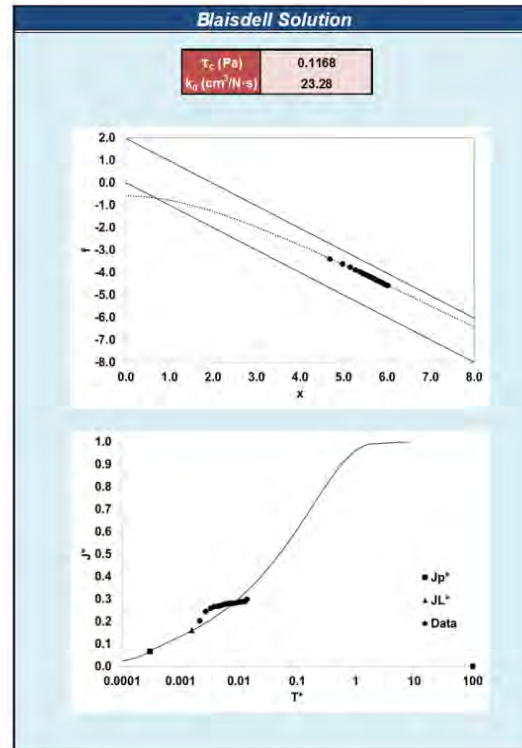 Blaisdell Solution
τc (Pa) 0.1168
kd (cm³/N·s) 23.28
2.0
1.0
0.0
-1.0
-2.0
-3.0
-4.0
-5.0
-6.0
-7.0
-8.0
f
0.0 1.0 2.0 3.0 4.0 5.0 6.0 7.0 8.0
x
1.0
0.9
0.8
0.7
0.6
0.5
0.4
0.3
0.2
0.1
0.0
J*
Jp*
JL*
Data
0.0001 0.001 0.01 0.1 1 10 100
T*